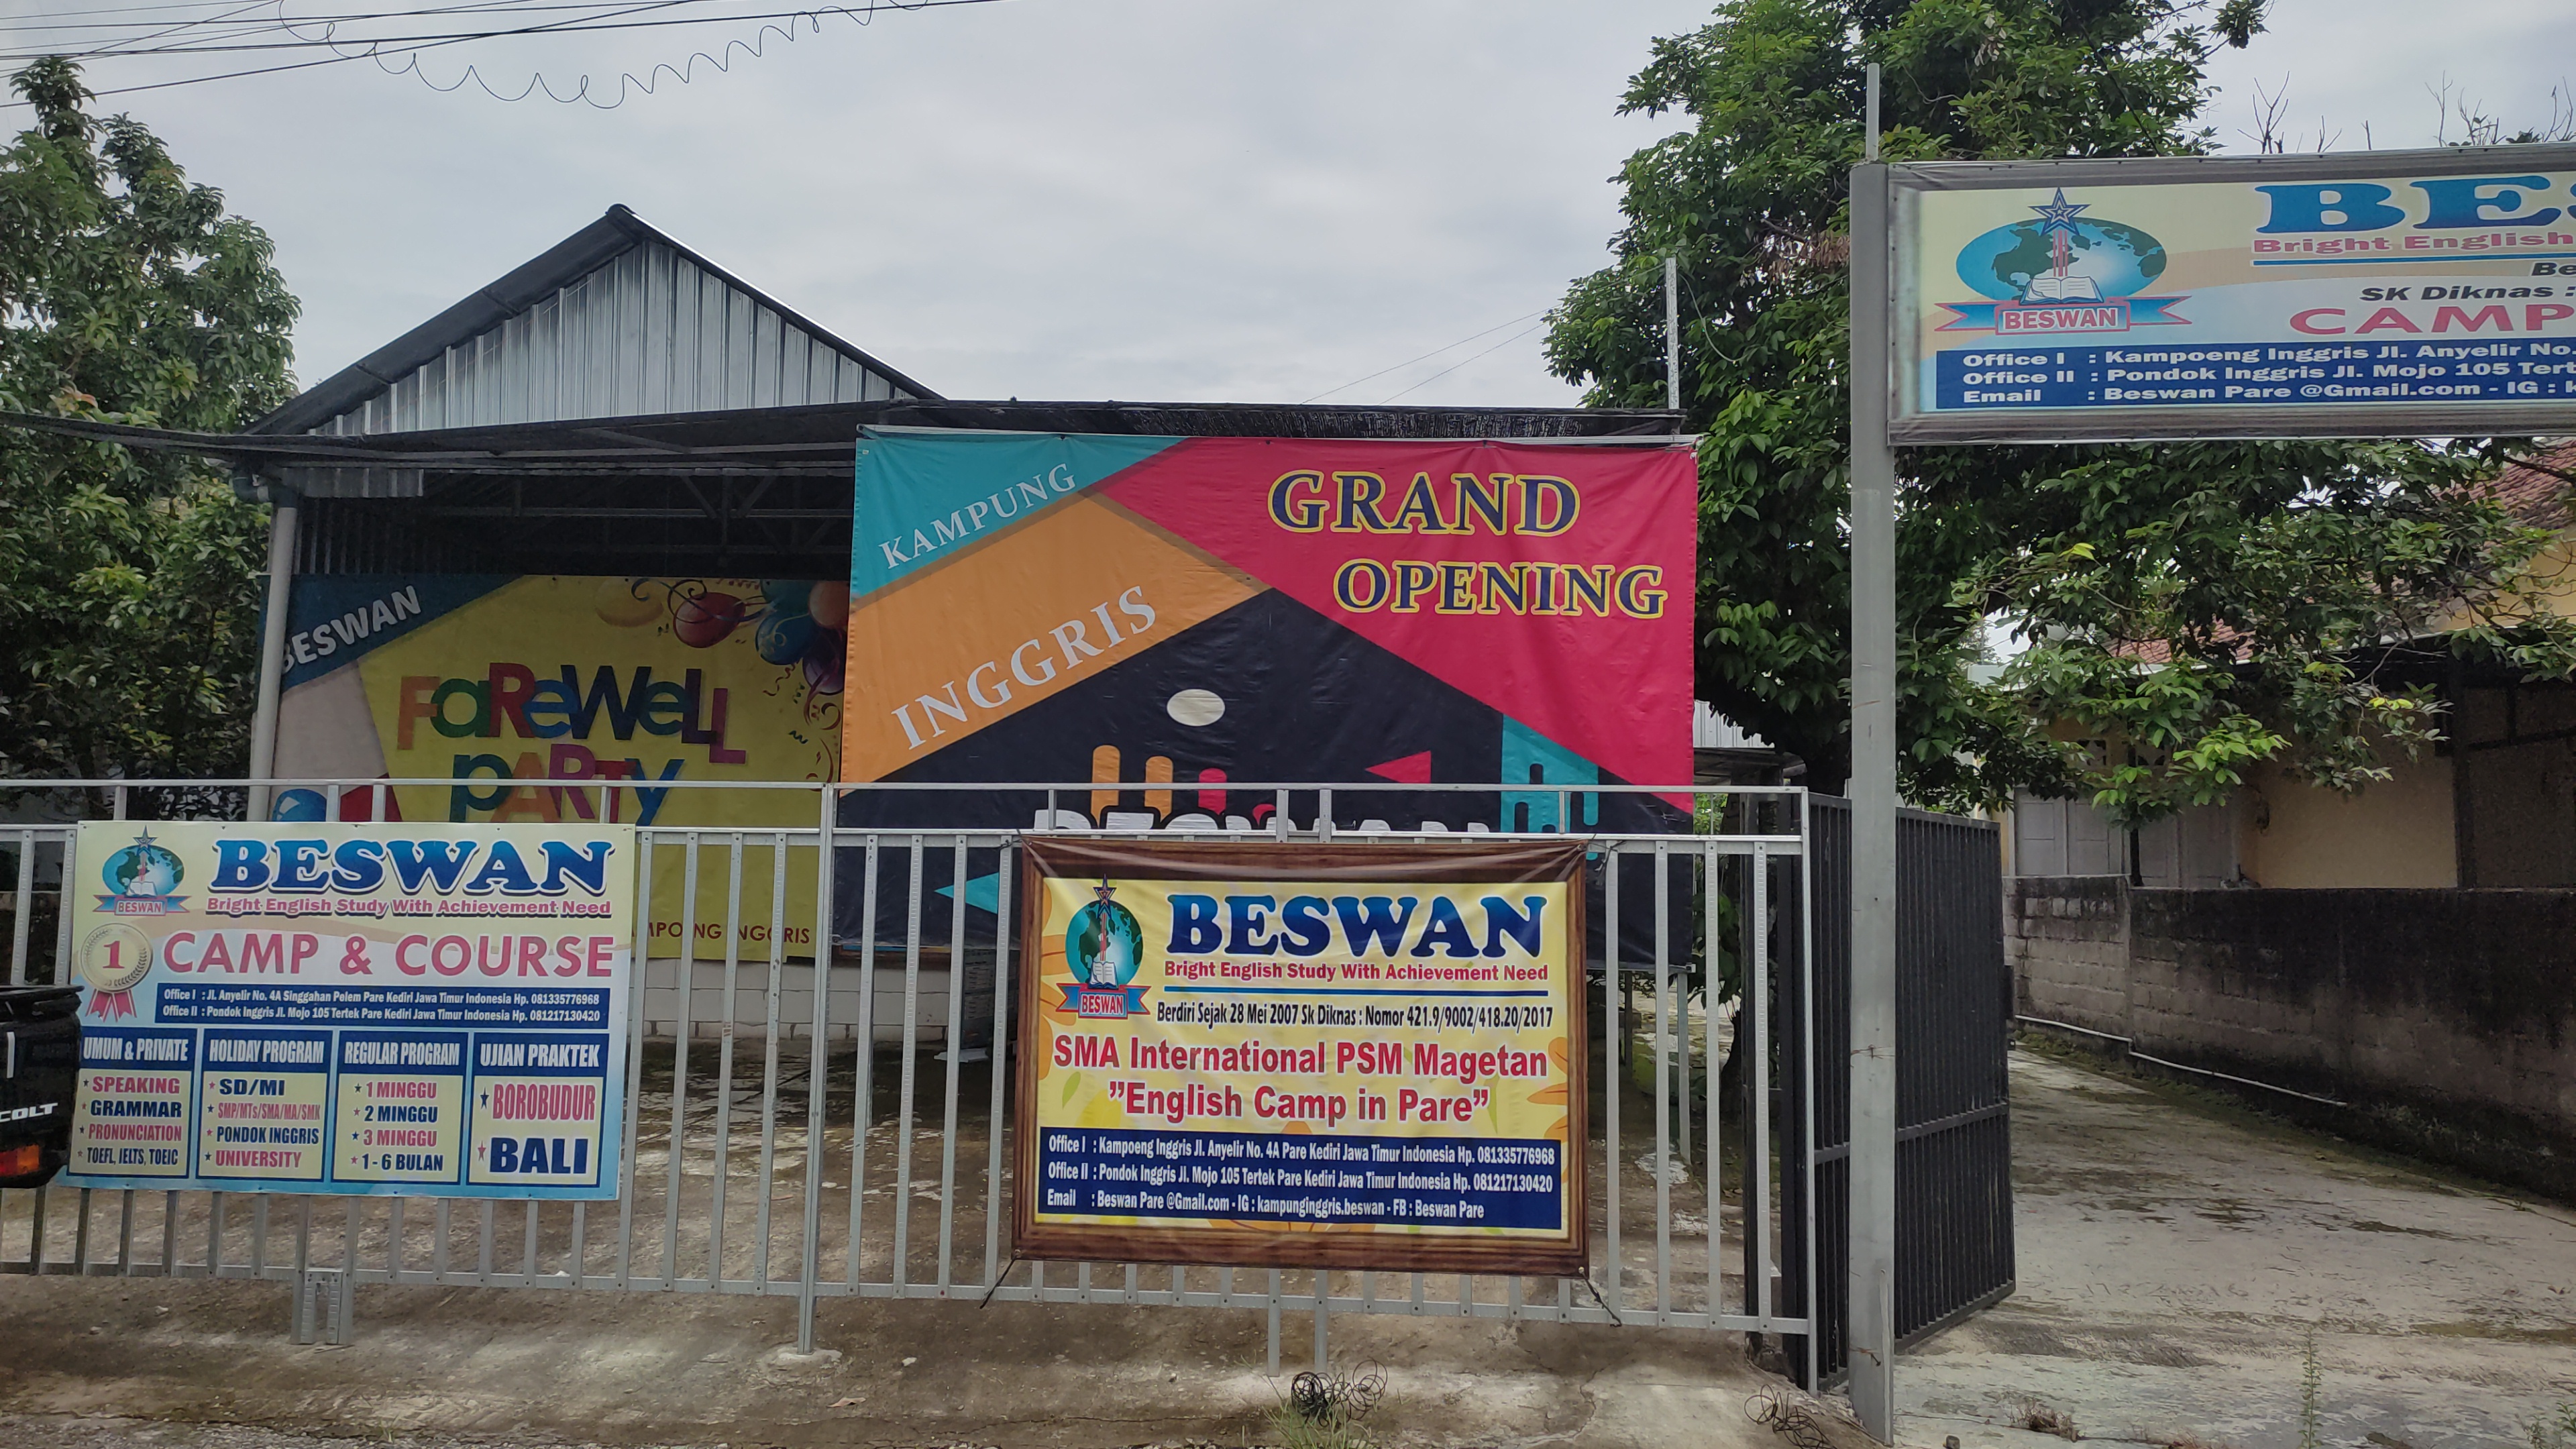 BESWAN
FaReWeLL
PARTY
MPOENG INGGRIS
KAMPUNG
INGGRIS
GRAND
OPENING
BESWAN
BESWAN
BESWAN
Bright English Study With Achievement Need
1
CAMP & COURSE
Office I : Jl. Anyelir No. 4A Singgahan Pelem Pare Kediri Jawa Timur Indonesia Hp. 081335776968
Office II : Pondok Inggris Jl. Mojo 105 Tertek Pare Kediri Jawa Timur Indonesia Hp. 081217130420
UMUM & PRIVATE
SPEAKING
GRAMMAR
PRONUNCIATION
TOEFL, IELTS, TOEIC
HOLIDAY PROGRAM
SD/MI
SMP/MTs/SMA/MA/SMK
PONDOK INGGRIS
UNIVERSITY
REGULAR PROGRAM
1 MINGGU
2 MINGGU
3 MINGGU
1 - 6 BULAN
UJIAN PRAKTEK
BOROBUDUR
BALI
COLT
BESWAN
BESWAN
Bright English Study With Achievement Need
Berdiri Sejak 28 Mei 2007 Sk Diknas : Nomor 421.9/9002/418.20/2017
SMA International PSM Magetan
"English Camp in Pare"
Office I : Kampoeng Inggris Jl. Anyelir No. 4A Pare Kediri Jawa Timur Indonesia Hp. 081335776968
Office II : Pondok Inggris Jl. Mojo 105 Tertek Pare Kediri Jawa Timur Indonesia Hp. 081217130420
Email : Beswan Pare @Gmail.com - IG : kampunginggris.beswan - FB : Beswan Pare
BESWAN
BES
Bright English
Be
SK Diknas :
CAMP
Office I : Kampoeng Inggris Jl. Anyelir No.
Office II : Pondok Inggris Jl. Mojo 105 Tert
Email : Beswan Pare @Gmail.com - IG :